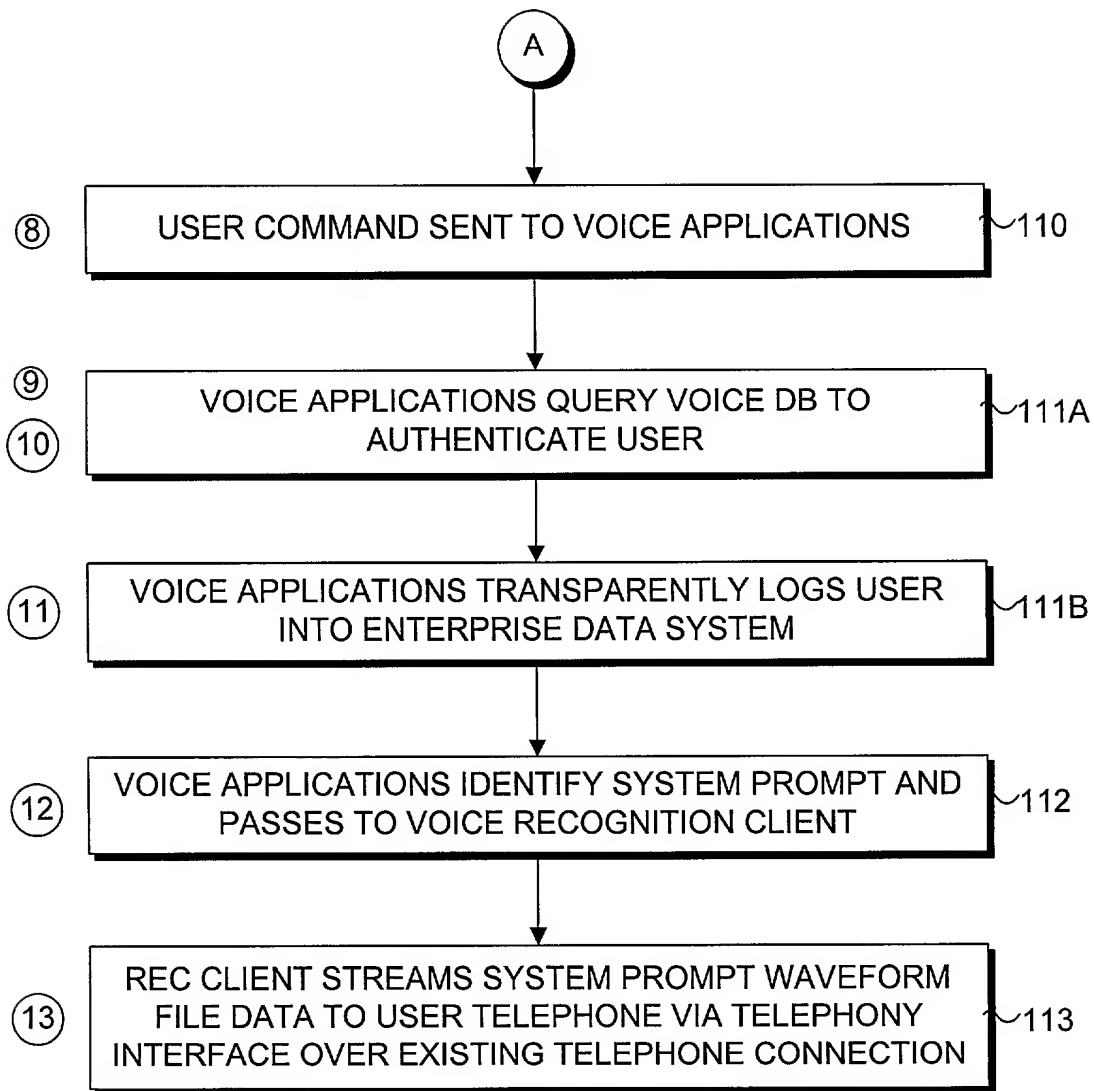 A
8
USER COMMAND SENT TO VOICE APPLICATIONS
110
9
10
VOICE APPLICATIONS QUERY VOICE DB TO
AUTHENTICATE USER
111A
11
VOICE APPLICATIONS TRANSPARENTLY LOGS USER
INTO ENTERPRISE DATA SYSTEM
111B
12
VOICE APPLICATIONS IDENTIFY SYSTEM PROMPT AND
PASSES TO VOICE RECOGNITION CLIENT
112
13
REC CLIENT STREAMS SYSTEM PROMPT WAVEFORM
FILE DATA TO USER TELEPHONE VIA TELEPHONY
INTERFACE OVER EXISTING TELEPHONE CONNECTION
113